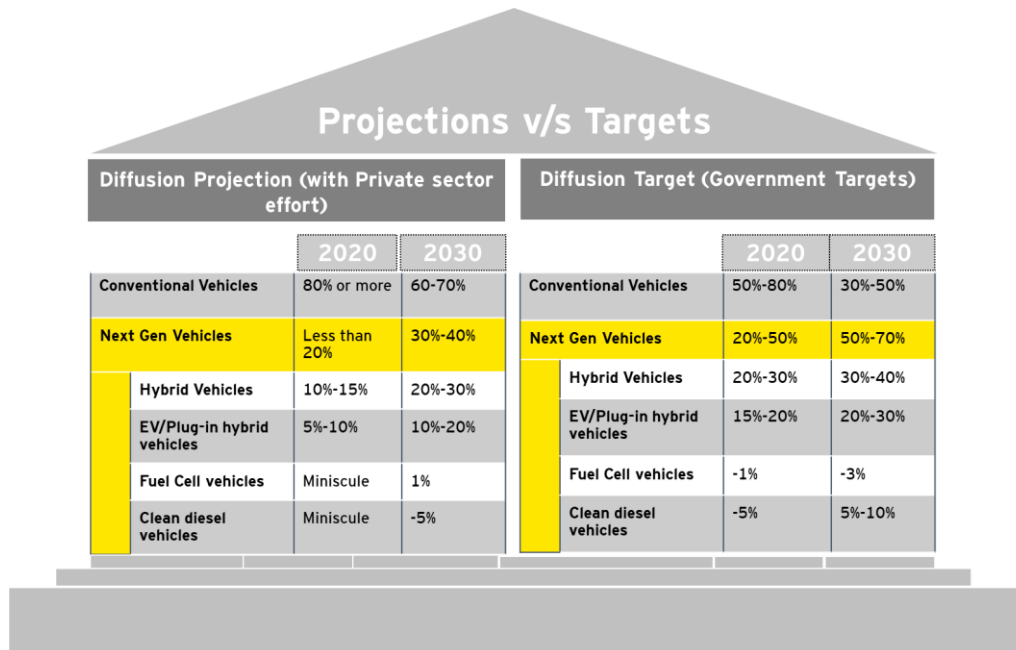 Projections v/s Targets
Diffusion Projection (with Private sector
effort)
2020 2030
Conventional Vehicles 80% or more 60-70%
Next Gen Vehicles Less than
20% 30%-40%
Hybrid Vehicles 10%-15% 20%-30%
EV/Plug-in hybrid
vehicles 5%-10% 10%-20%
Fuel Cell vehicles Miniscule 1%
Clean diesel
vehicles Miniscule -5%
Diffusion Target (Government Targets)
2020 2030
Conventional Vehicles 50%-80% 30%-50%
Next Gen Vehicles 20%-50% 50%-70%
Hybrid Vehicles 20%-30% 30%-40%
EV/Plug-in hybrid
vehicles 15%-20% 20%-30%
Fuel Cell vehicles -1% -3%
Clean diesel
vehicles -5% 5%-10%